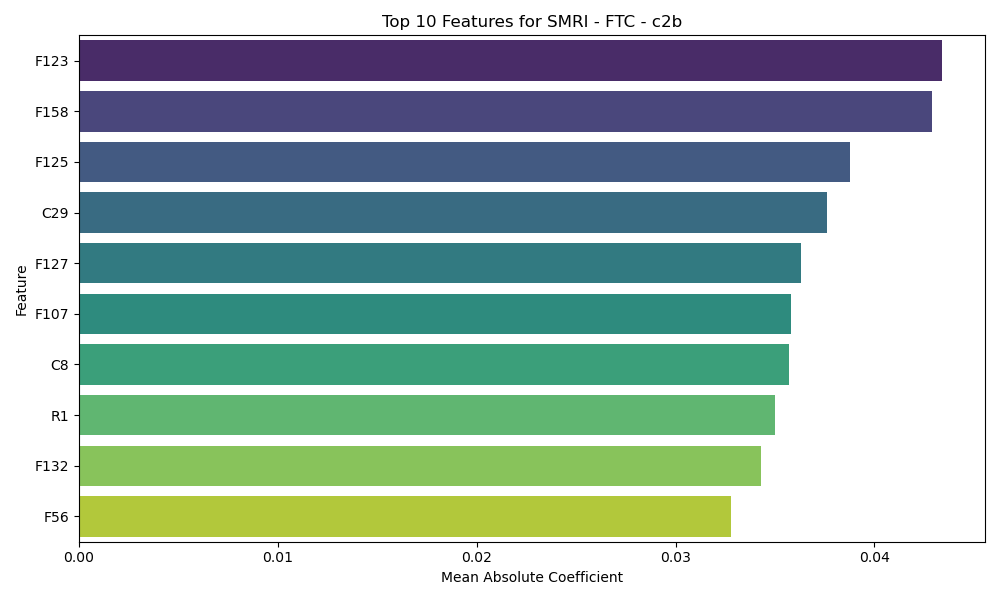 Top 10 Features for SMRI - FTC - c2b
Feature
F123
F158
F125
C29
F127
F107
C8
R1
F132
F56
0.00 0.01 0.02 0.03 0.04
Mean Absolute Coefficient